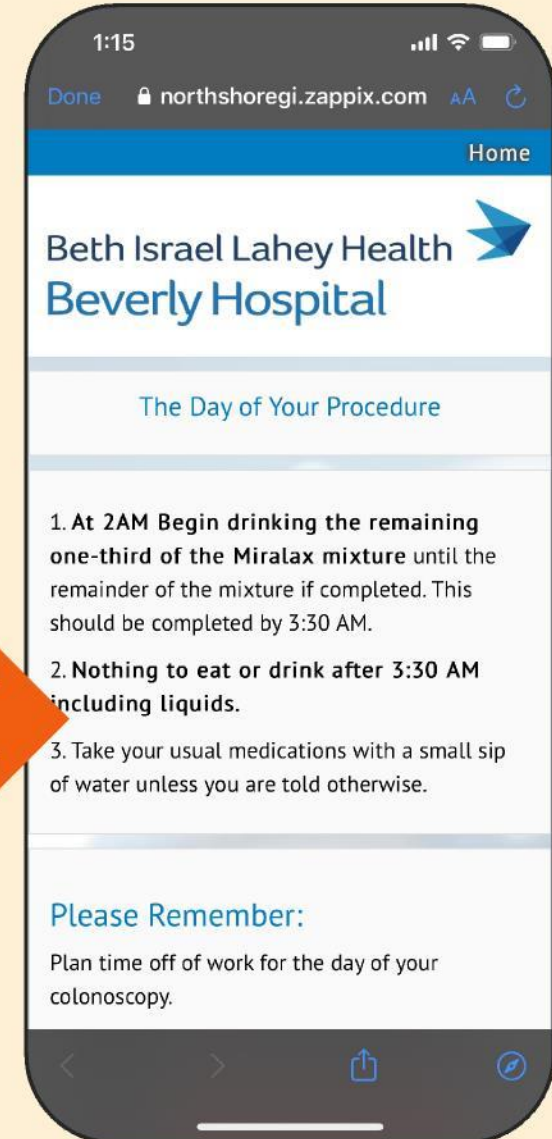 1:15
Done northshoregi.zappix.com AA
Home
Beth Israel Lahey Health
Beverly Hospital
The Day of Your Procedure
1. At 2AM Begin drinking the remaining
one-third of the Miralax mixture until the
remainder of the mixture if completed. This
should be completed by 3:30 AM.
2. Nothing to eat or drink after 3:30 AM
including liquids.
3. Take your usual medications with a small sip
of water unless you are told otherwise.
Please Remember:
Plan time off of work for the day of your
colonoscopy.